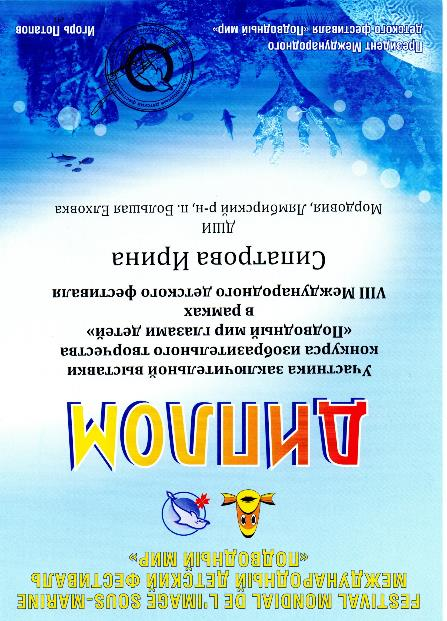 FESTIVAL MONDIAL DE L'IMAGE SOUS-MARINE
МЕЖДУНАРОДНЫЙ ДЕТСКИЙ ФЕСТИВАЛЬ
«ПОДВОДНЫЙ МИР»
ДИПЛОМ
Участника заключительной выставки
конкурса изобразительного творчества
«Подводный мир глазами детей»
в рамках
VIII Международного детского фестиваля
Сипатрова Ирина
ДШИ
Мордовия, Лямбирский р-н, п. Большая Елховка
Президент Международного
детского фестиваля «Подводный мир»
Игорь Потапов